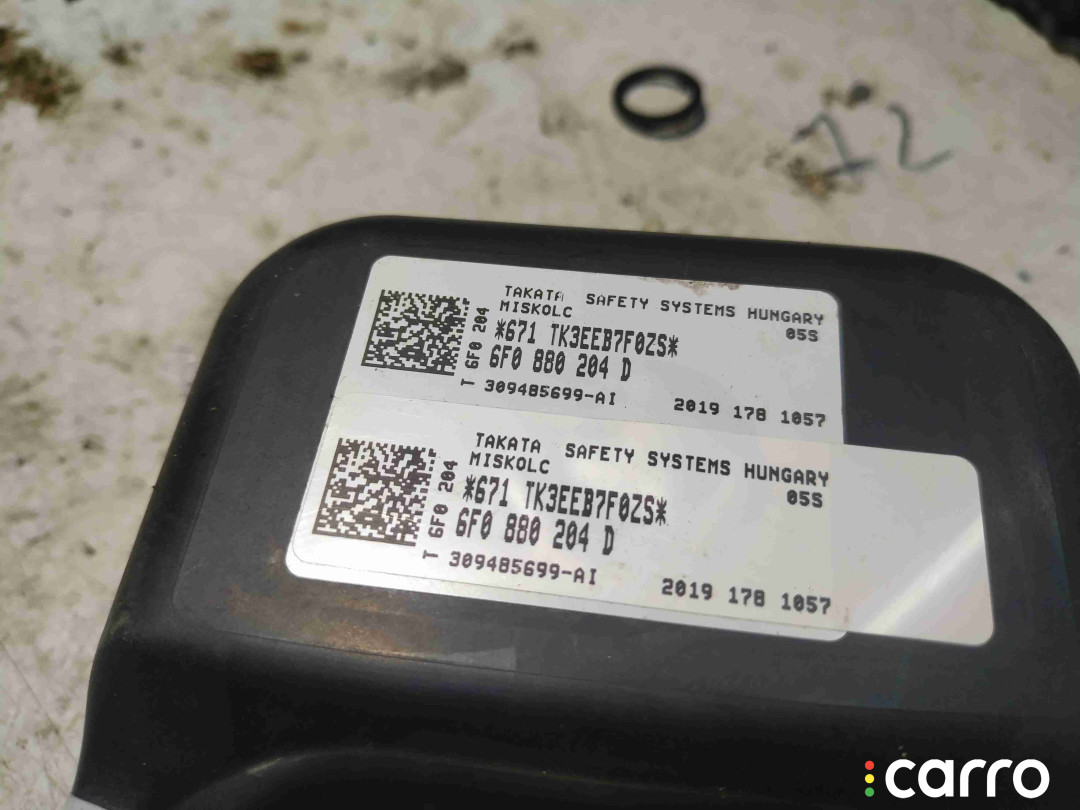 72
TAKATA SAFETY SYSTEMS HUNGARY
MISKOLC 05S
*671 TK3EEB7F0ZS*
6F0 880 204 D
6F0 204
T 309485699-AI 2019 178 1057
TAKATA SAFETY SYSTEMS HUNGARY
MISKOLC 05S
*671 TK3EEB7F0ZS*
6F0 880 204 D
6F0 204
T 309485699-AI 2019 178 1057
carro